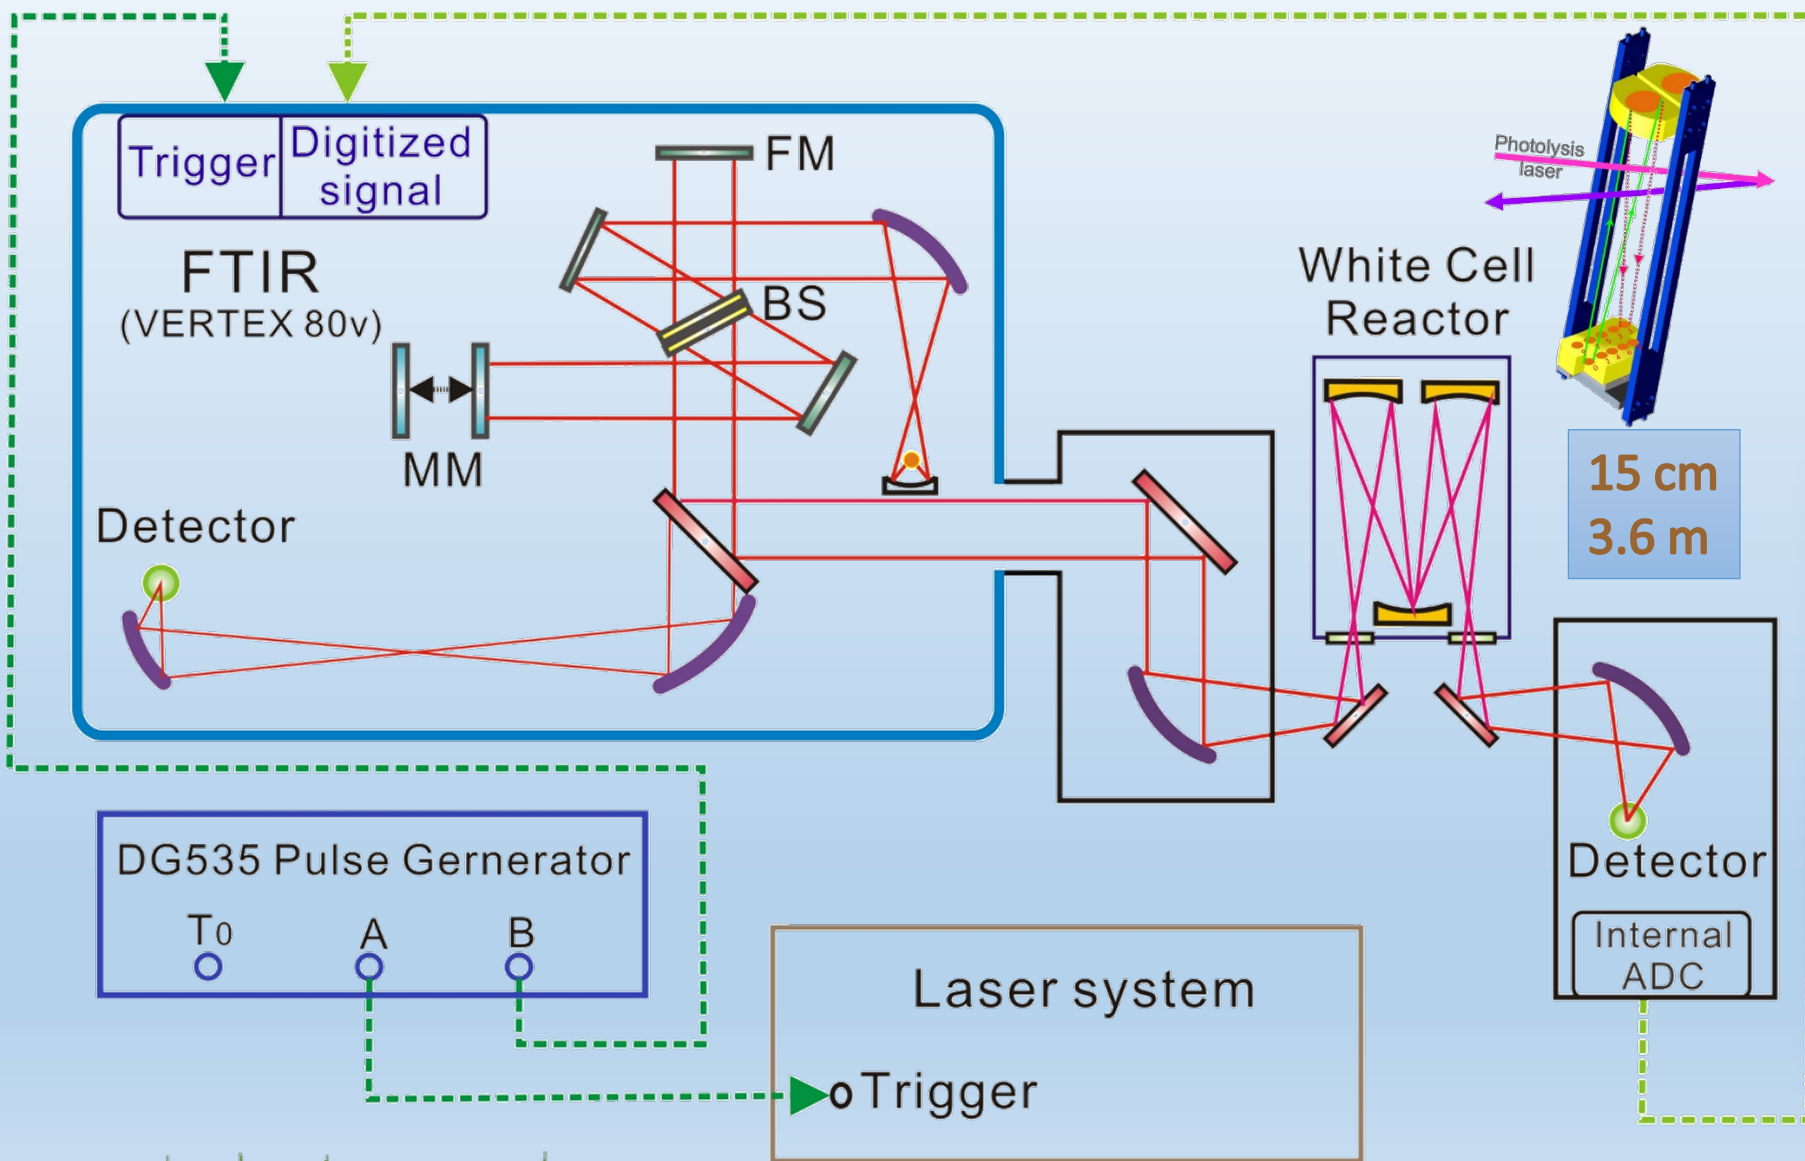 Trigger
Digitized
signal
FM
FTIR
(VERTEX 80v)
BS
MM
Detector
Photolysis
laser
White Cell
Reactor
15 cm
3.6 m
DG535 Pulse Gernerator
T0
A
B
Laser system
Trigger
Detector
Internal
ADC